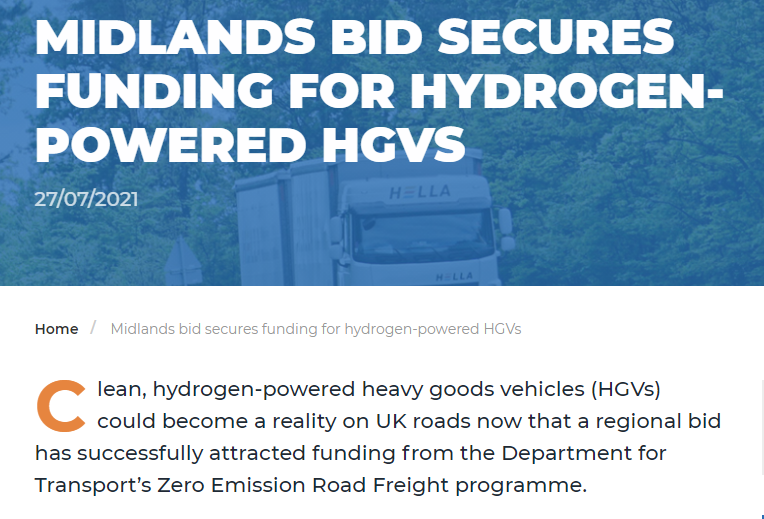 MIDLANDS BID SECURES
FUNDING FOR HYDROGEN-
POWERED HGVS
27/07/2021
HELLA
HELLA
Home / Midlands bid secures funding for hydrogen-powered HGVs
Clean, hydrogen-powered heavy goods vehicles (HGVs)
could become a reality on UK roads now that a regional bid
has successfully attracted funding from the Department for
Transport's Zero Emission Road Freight programme.